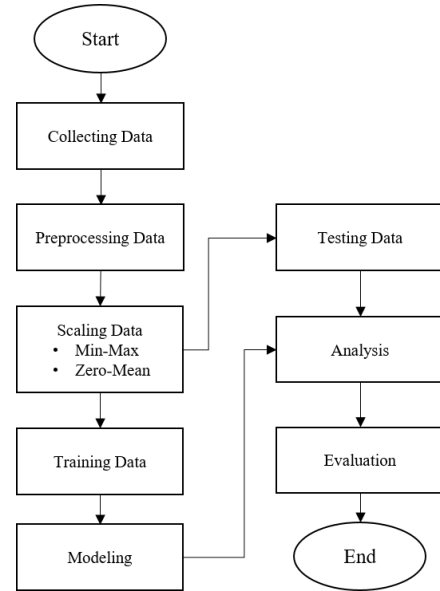 Start
Collecting Data
Preprocessing Data
Scaling Data
• Min-Max
• Zero-Mean
Training Data
Modeling
Testing Data
Analysis
Evaluation
End